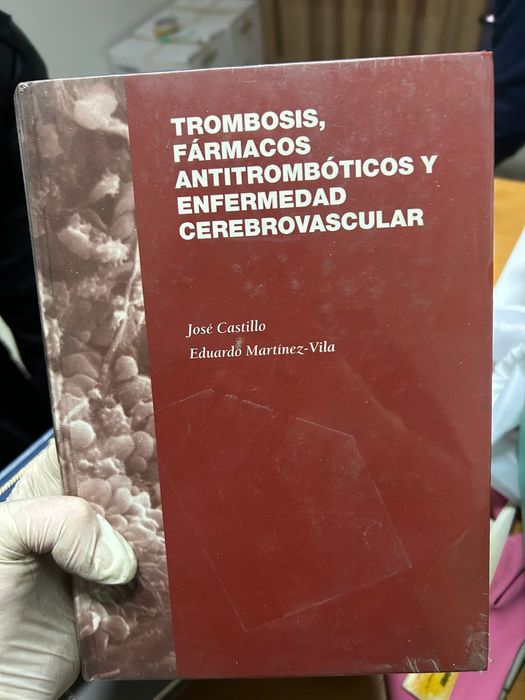 TROMBOSIS,
FÁRMACOS
ANTITROMBÓTICOS Y
ENFERMEDAD
CEREBROVASCULAR
José Castillo
Eduardo Martínez-Vila